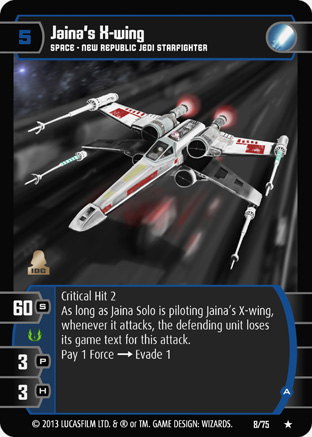 5
Jaina's X-wing
SPACE - NEW REPUBLIC JEDI STARFIGHTER
IDC
60 S
3 P
3 H
Critical Hit 2
As long as Jaina Solo is piloting Jaina's X-wing,
whenever it attacks, the defending unit loses
its game text for this attack.
Pay 1 Force → Evade 1
A
© 2013 LUCASFILM LTD. & ® or TM. GAME DESIGN: WIZARDS. 8/75 ★